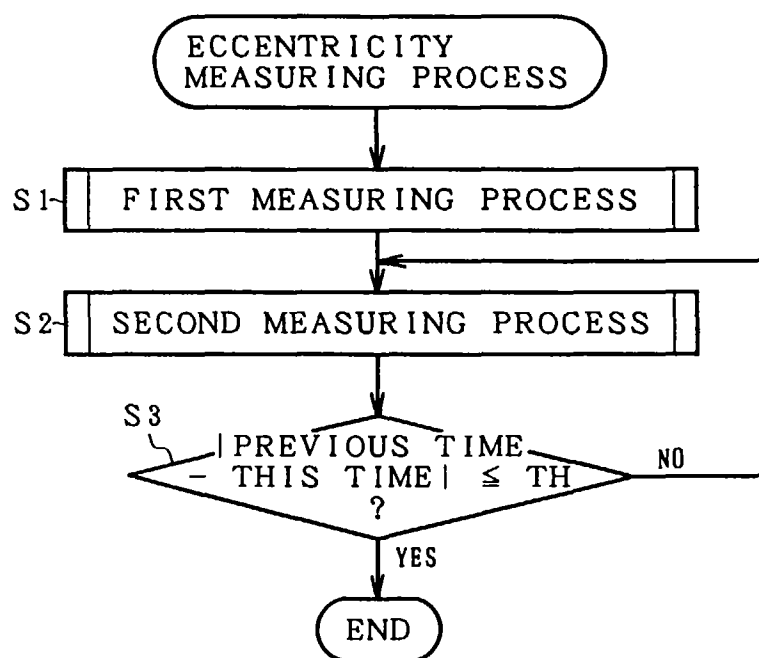 ECCENTRICITY
MEASURING PROCESS
S1
FIRST MEASURING PROCESS
S2
SECOND MEASURING PROCESS
S3
|PREVIOUS TIME
- THIS TIME| ≦ TH
?
NO
YES
END